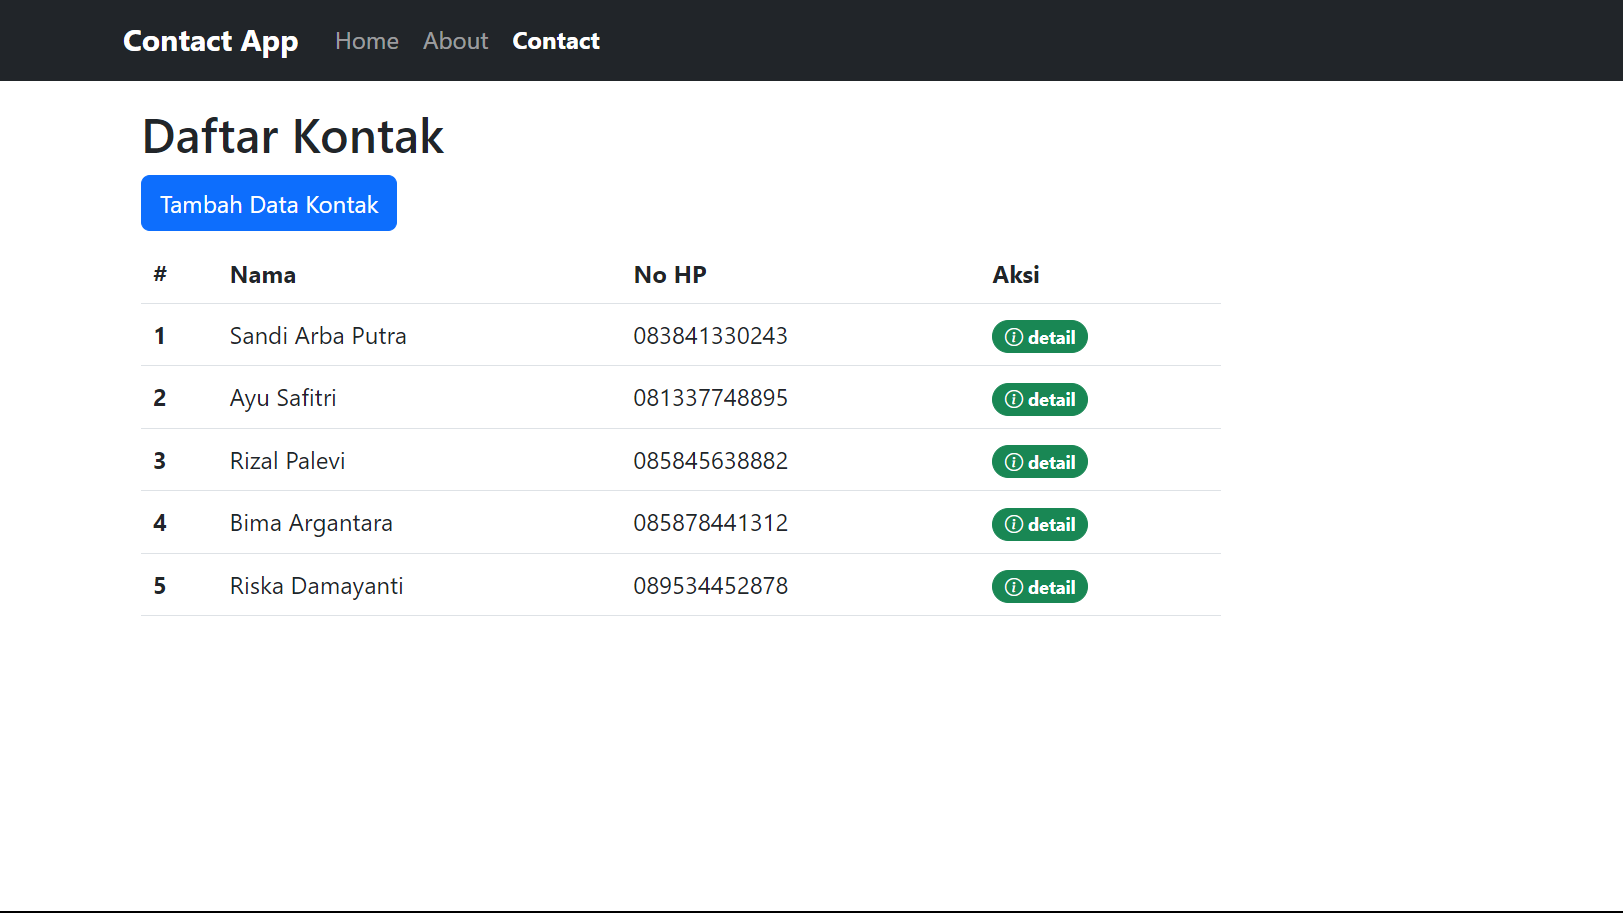 Contact App Home About Contact
Daftar Kontak
Tambah Data Kontak
# Nama No HP Aksi
1 Sandi Arba Putra 083841330243 detail
2 Ayu Safitri 081337748895 detail
3 Rizal Palevi 085845638882 detail
4 Bima Argantara 085878441312 detail
5 Riska Damayanti 089534452878 detail